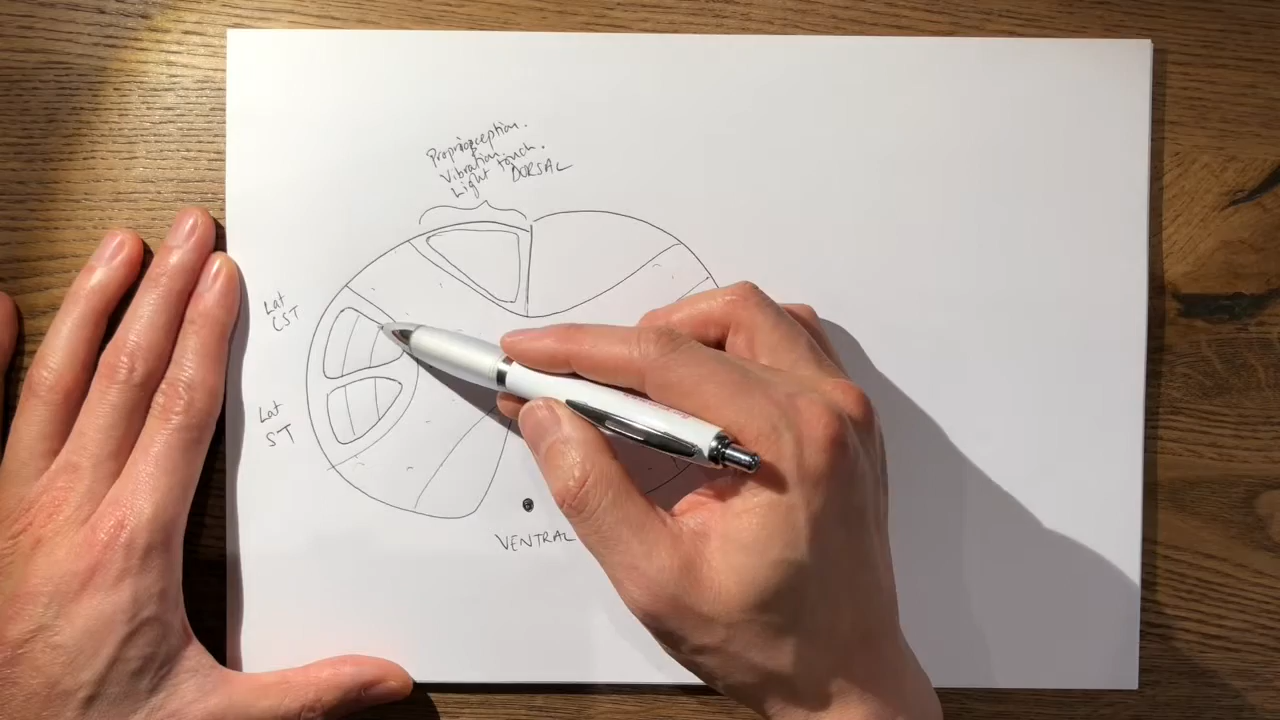 Proprioception.
Vibration.
Light touch.
DORSAL
Lat
CST
Lat
ST
VENTRAL